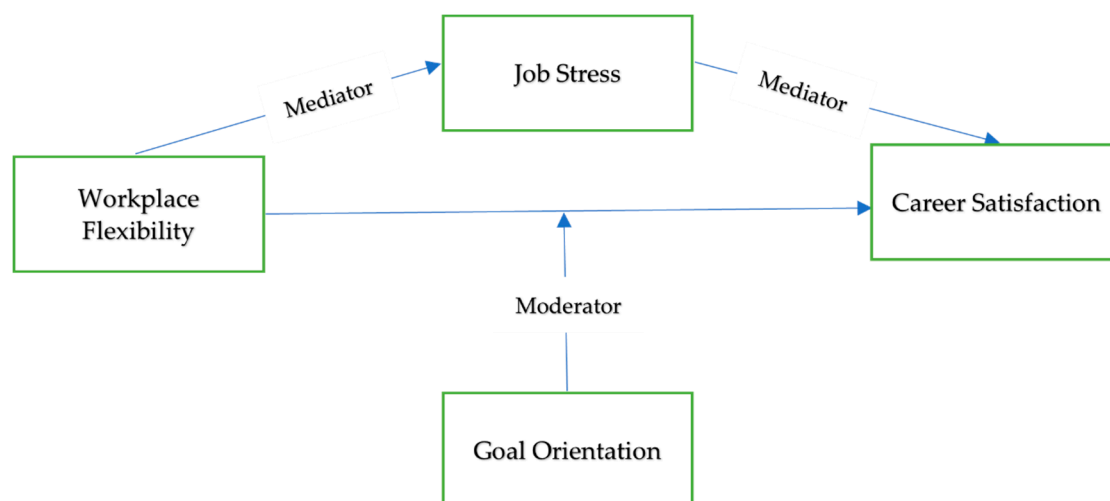 Job Stress
Mediator
Mediator
Workplace
Flexibility
Career Satisfaction
Moderator
Goal Orientation